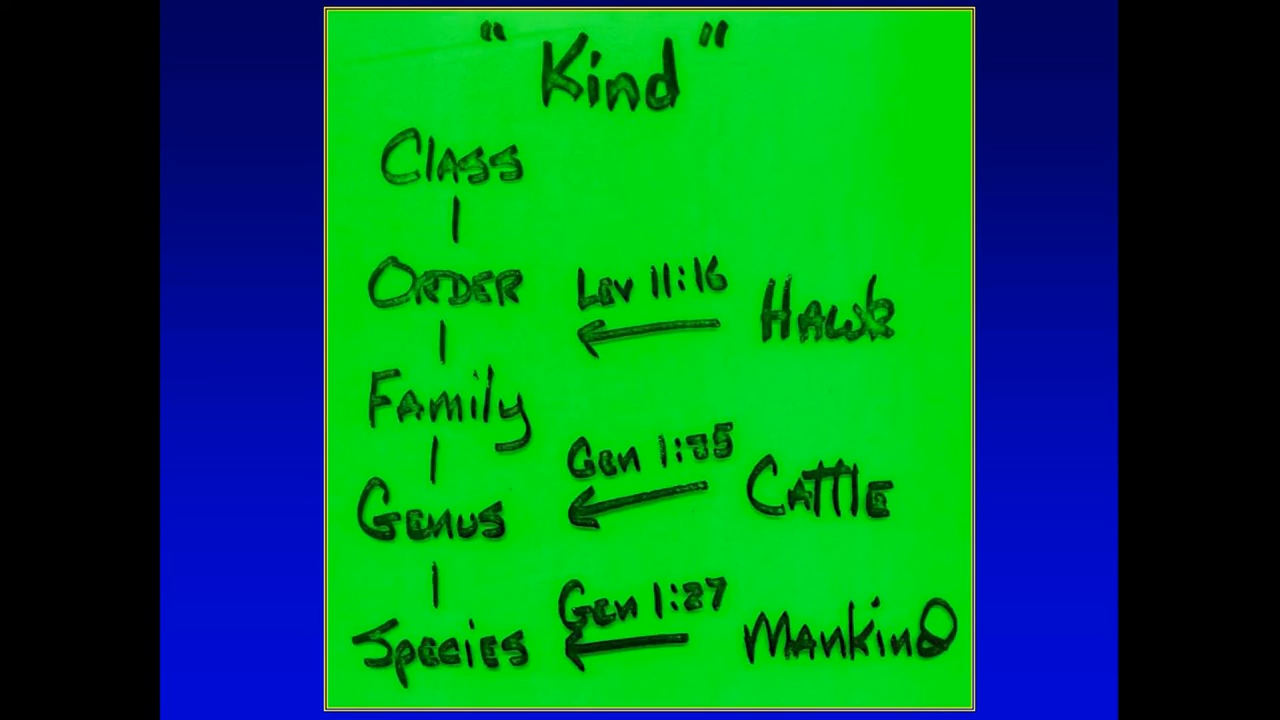 "Kind"
Class
Order Lev 11:16 Hawk
Family
Gen 1:25 Cattle
Genus
Gen 1:27
Species Mankind